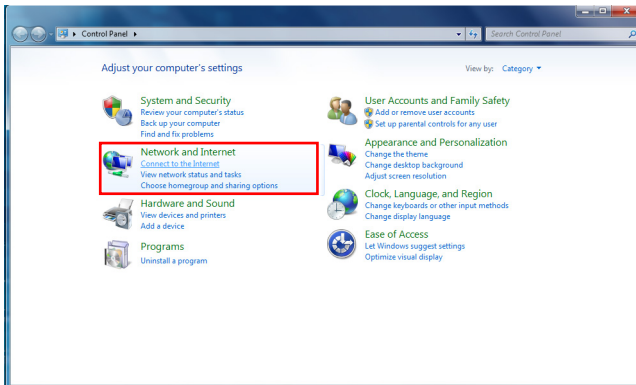 Control Panel
Search Control Panel
Adjust your computer's settings
View by: Category
System and Security
Review your computer's status
Back up your computer
Find and fix problems
Network and Internet
Connect to the Internet
View network status and tasks
Choose homegroup and sharing options
Hardware and Sound
View devices and printers
Add a device
Programs
Uninstall a program
User Accounts and Family Safety
Add or remove user accounts
Set up parental controls for any user
Appearance and Personalization
Change the theme
Change desktop background
Adjust screen resolution
Clock, Language, and Region
Change keyboards or other input methods
Change display language
Ease of Access
Let Windows suggest settings
Optimize visual display